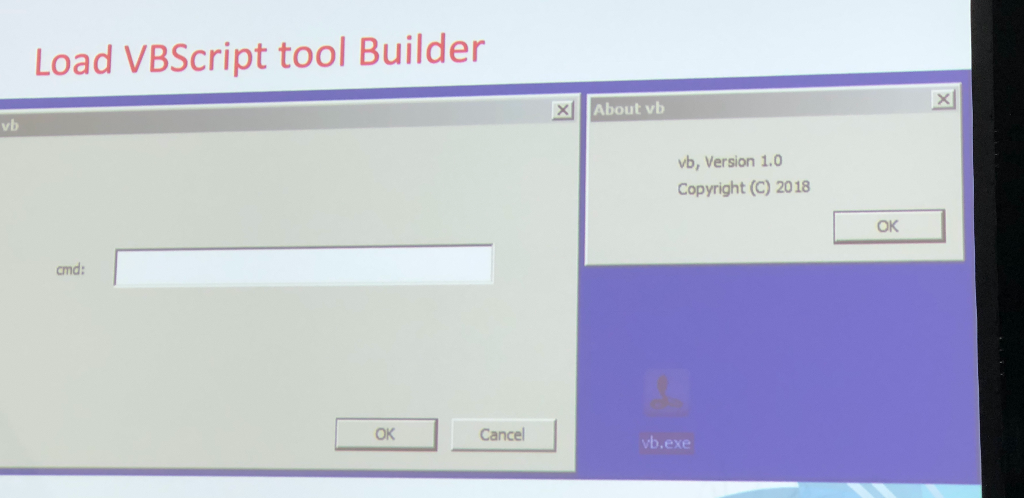 Load VBScript tool Builder
vb
cmd:
OK
Cancel
About vb
vb, Version 1.0
Copyright (C) 2018
OK
vb.exe